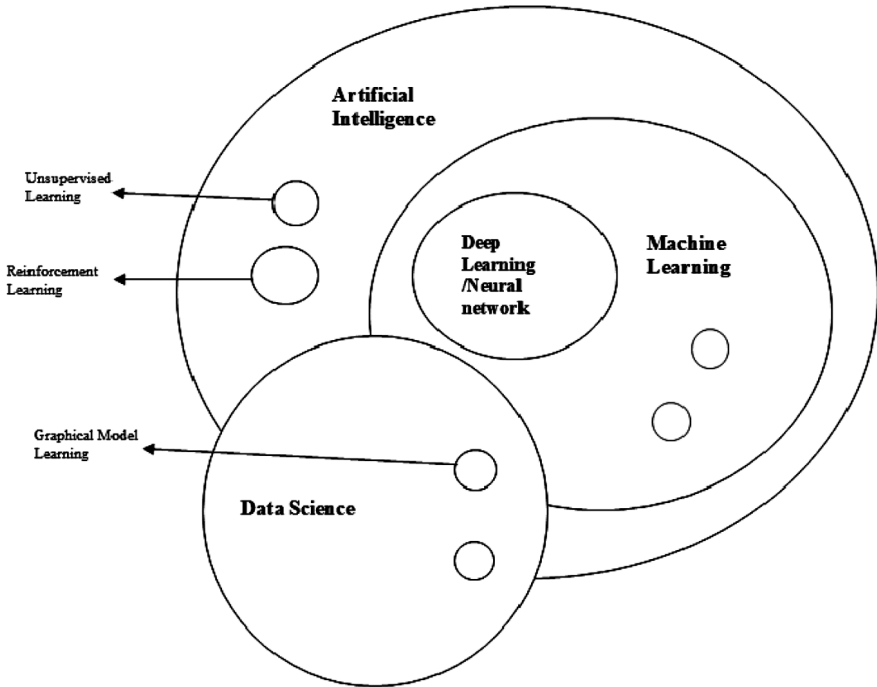 Artificial
Intelligence
Unsupervised
Learning
Deep
Learning
/Neural
network
Machine
Learning
Reinforcement
Learning
Graphical Model
Learning
Data Science